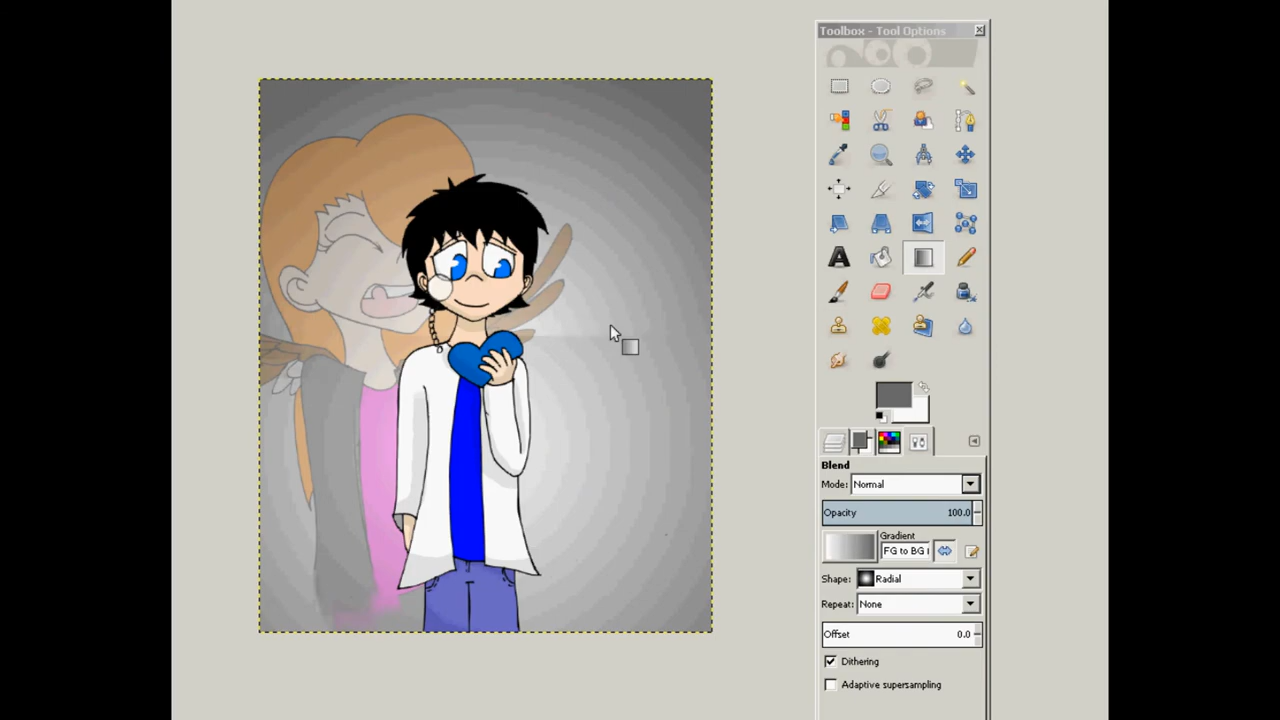 Toolbox - Tool Options
Blend
Mode: Normal
Opacity 100.0
Gradient
FG to BG
Shape: Radial
Repeat: None
Offset 0.0
Dithering
Adaptive supersampling